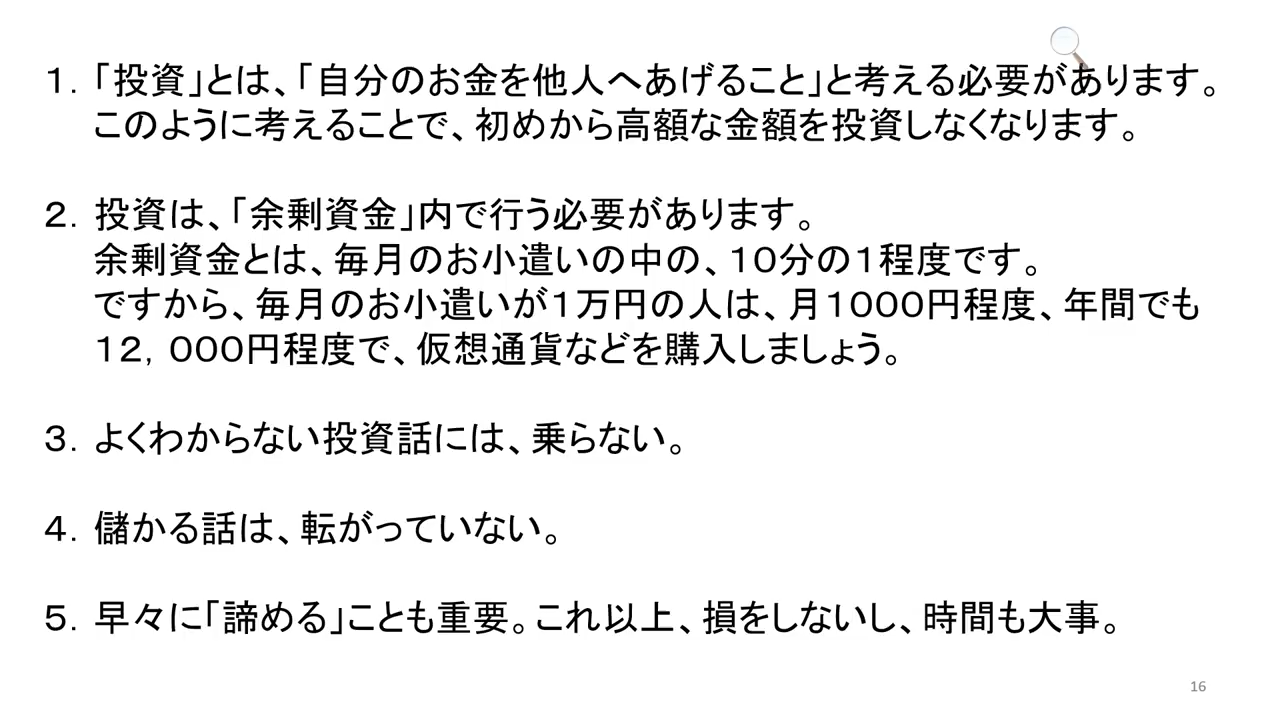 １．「投資」とは、「自分のお金を他人へあげること」と考える必要があります。
このように考えることで、初めから高額な金額を投資しなくなります。
２．投資は、「余剰資金」内で行う必要があります。
余剰資金とは、毎月のお小遣いの中の、１０分の１程度です。
ですから、毎月のお小遣いが１万円の人は、月１０００円程度、年間でも
１２，０００円程度で、仮想通貨などを購入しましょう。
３．よくわからない投資話には、乗らない。
４．儲かる話は、転がっていない。
５．早々に「諦める」ことも重要。これ以上、損をしないし、時間も大事。
16